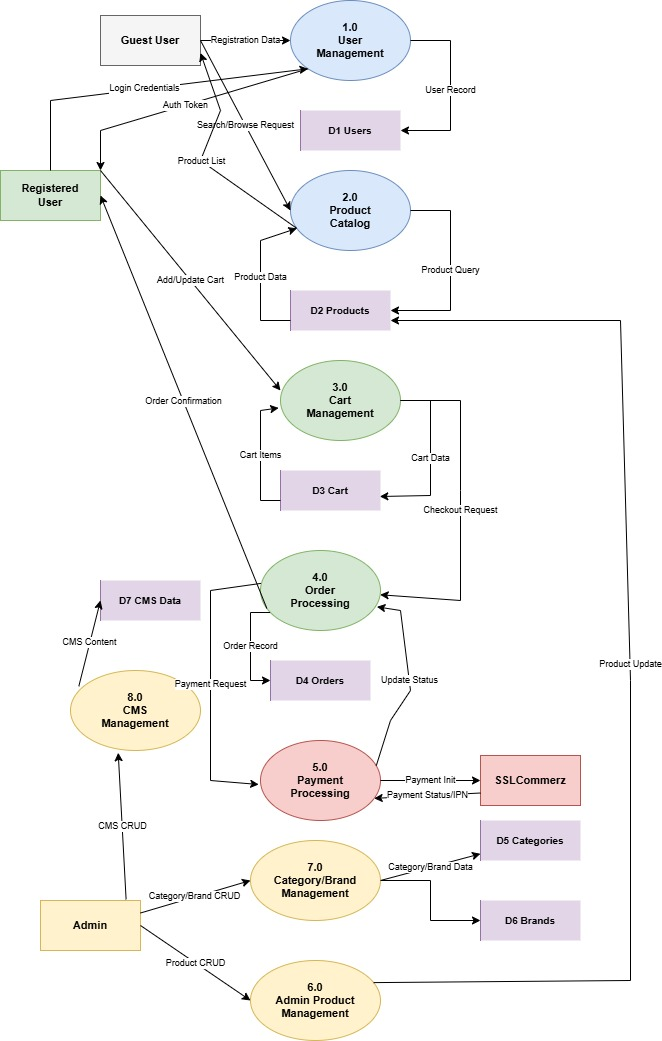 Guest User
Registration Data
1.0
User
Management
Login Credentials
User Record
Auth Token
Search/Browse Request
D1 Users
Product List
Registered
User
2.0
Product
Catalog
Product Query
Product Data
Add/Update Cart
D2 Products
3.0
Cart
Management
Order Confirmation
Cart Items
Cart Data
D3 Cart
Checkout Request
4.0
Order
Processing
D7 CMS Data
CMS Content
Order Record
Product Update
Payment Request
D4 Orders
Update Status
8.0
CMS
Management
5.0
Payment
Processing
Payment Init
SSLCommerz
Payment Status/IPN
CMS CRUD
D5 Categories
7.0
Category/Brand
Management
Category/Brand Data
Category/Brand CRUD
D6 Brands
Admin
Product CRUD
6.0
Admin Product
Management